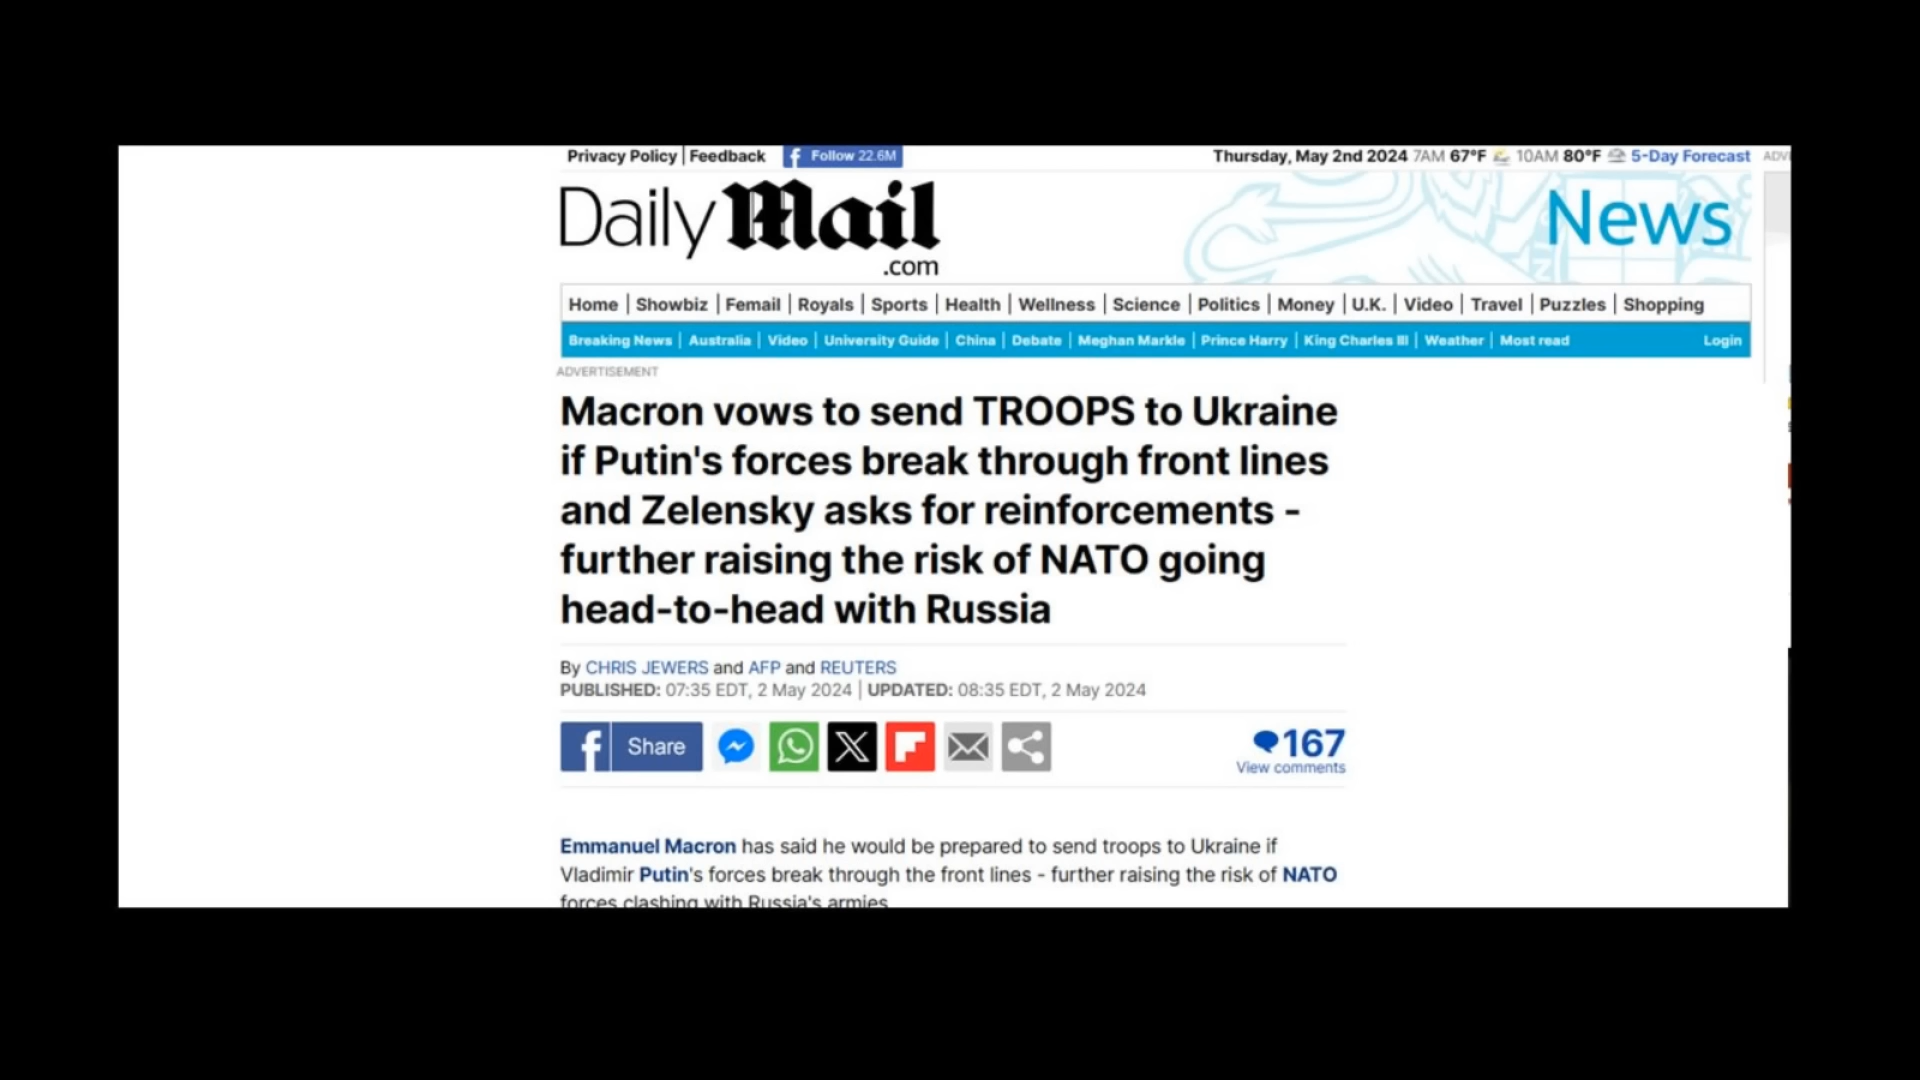 Privacy Policy | Feedback Follow 22.6M Thursday, May 2nd 2024 7AM 67°F 10AM 80°F 5-Day Forecast
Daily Mail
.com
News
Home | Showbiz | Femail | Royals | Sports | Health | Wellness | Science | Politics | Money | U.K. | Video | Travel | Puzzles | Shopping
Breaking News | Australia | Video | University Guide | China | Debate | Meghan Markle | Prince Harry | King Charles III | Weather | Most read Login
ADVERTISEMENT
Macron vows to send TROOPS to Ukraine
if Putin's forces break through front lines
and Zelensky asks for reinforcements -
further raising the risk of NATO going
head-to-head with Russia
By CHRIS JEWERS and AFP and REUTERS
PUBLISHED: 07:35 EDT, 2 May 2024 | UPDATED: 08:35 EDT, 2 May 2024
Share
167
View comments
Emmanuel Macron has said he would be prepared to send troops to Ukraine if
Vladimir Putin's forces break through the front lines - further raising the risk of NATO
forces clashing with Russia's armies